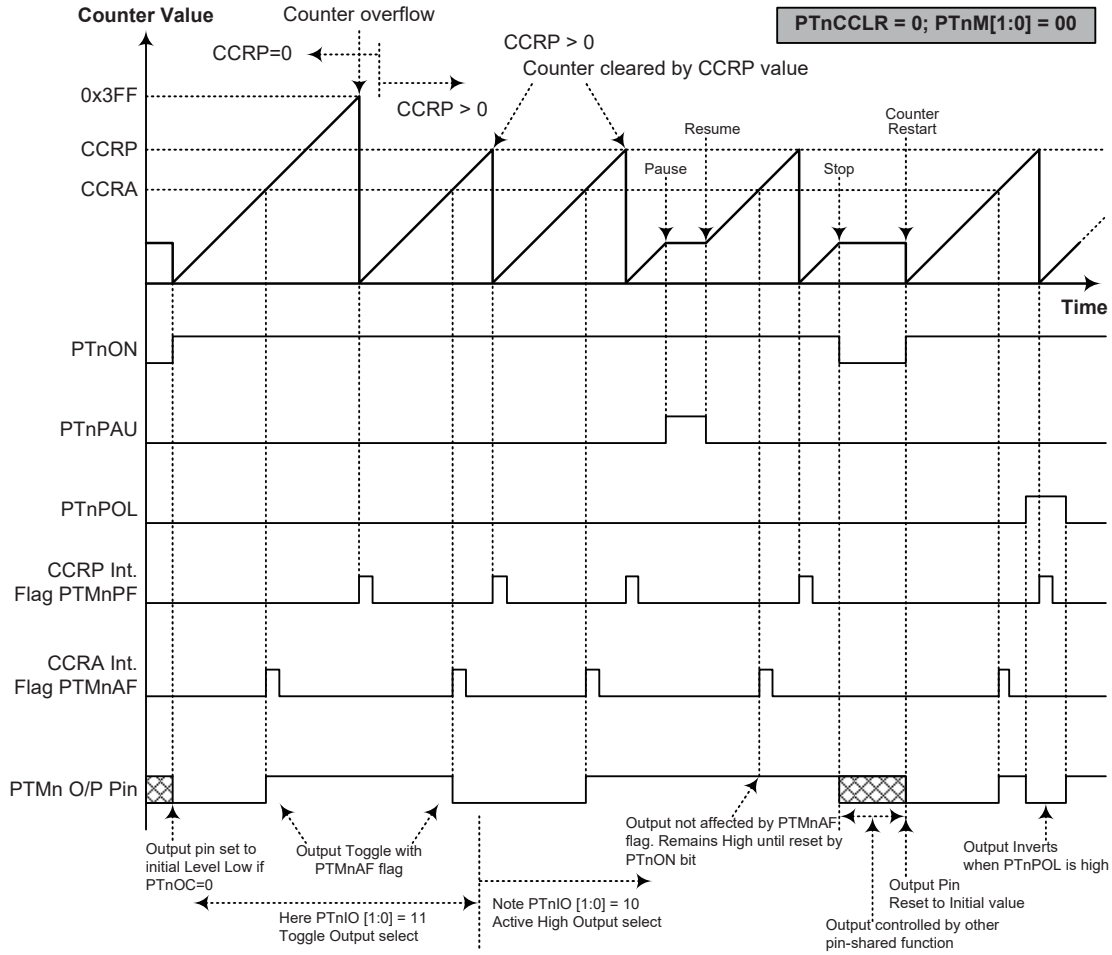 Counter Value
Counter overflow
PTnCCLR = 0; PTnM[1:0] = 00
CCRP=0
CCRP > 0
CCRP > 0
Counter cleared by CCRP value
0x3FF
CCRP
CCRA
Pause
Resume
Stop
Counter
Restart
Time
PTnON
PTnPAU
PTnPOL
CCRP Int.
Flag PTMnPF
CCRA Int.
Flag PTMnAF
PTMn O/P Pin
Output pin set to
initial Level Low if
PTnOC=0
Output Toggle with
PTMnAF flag
Here PTnIO [1:0] = 11
Toggle Output select
Note PTnIO [1:0] = 10
Active High Output select
Output not affected by PTMnAF
flag. Remains High until reset by
PTnON bit
Output controlled by other
pin-shared function
Output Pin
Reset to Initial value
Output Inverts
when PTnPOL is high